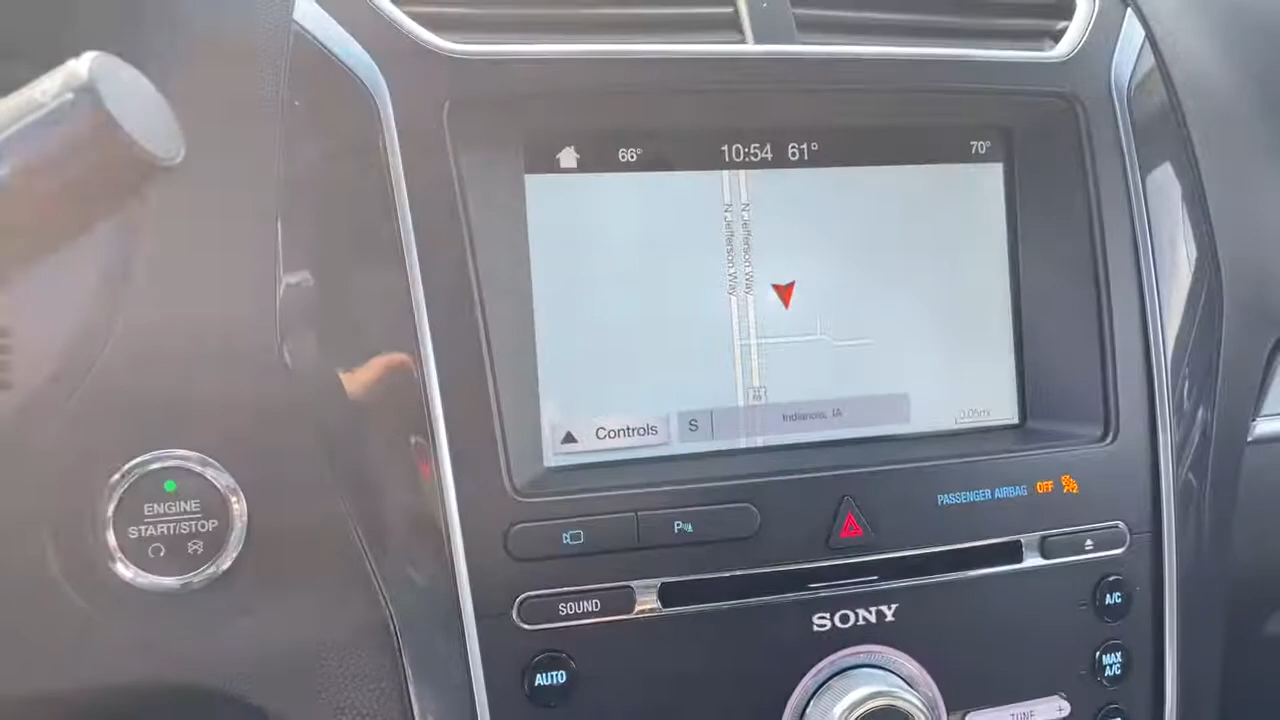 66° 10:54 61° 70°
N Jefferson Way
N Jefferson Way
Controls
S
Indianola, IA
0.05mi
ENGINE
START/STOP
PASSENGER AIRBAG OFF
P
SOUND
SONY
A/C
AUTO
MAX
A/C
TUNE +